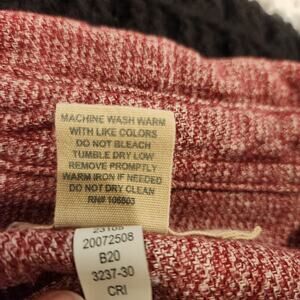 MACHINE WASH WARM
WITH LIKE COLORS
DO NOT BLEACH
TUMBLE DRY LOW
REMOVE PROMPTLY
WARM IRON IF NEEDED
DO NOT DRY CLEAN
RN# 106803
20072508
B20
3237-30
CRI